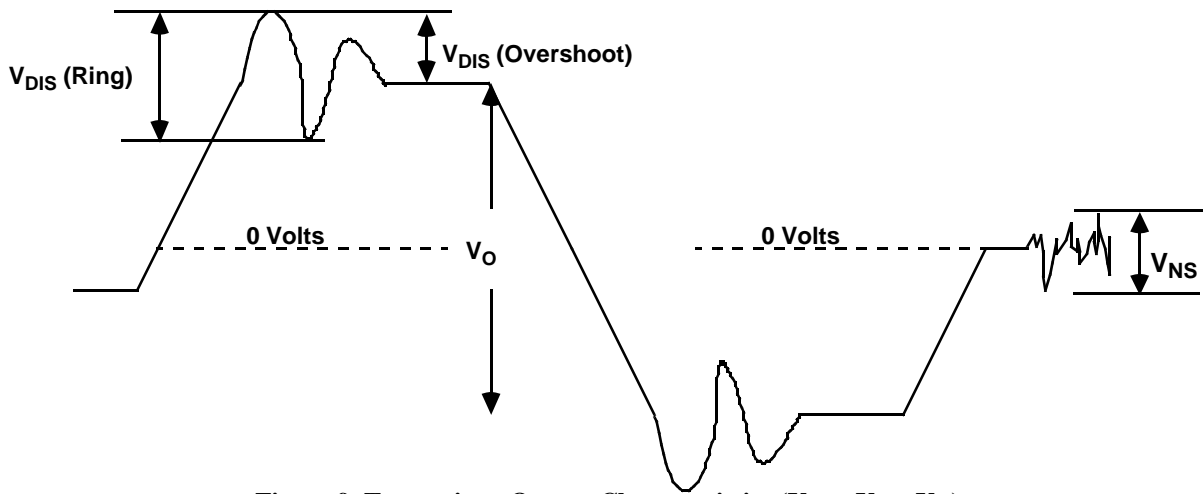 V_DIS (Ring)
V_DIS (Overshoot)
0 Volts
V_O
0 Volts
V_NS